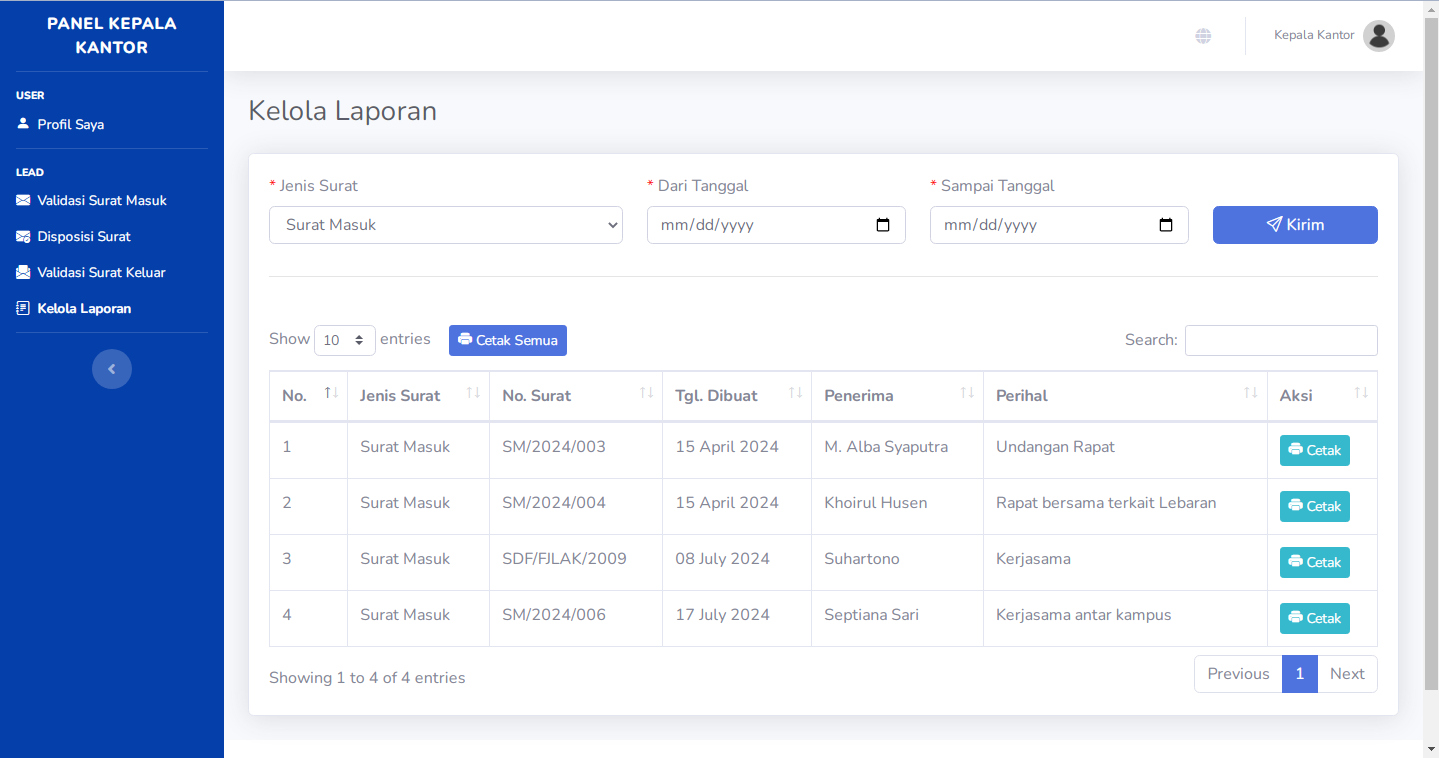 PANEL KEPALA
KANTOR
USER
Profil Saya
LEAD
Validasi Surat Masuk
Disposisi Surat
Validasi Surat Keluar
Kelola Laporan
Kepala Kantor
Kelola Laporan
* Jenis Surat * Dari Tanggal * Sampai Tanggal
Surat Masuk mm/dd/yyyy mm/dd/yyyy Kirim
Show 10 entries Cetak Semua Search:
No. Jenis Surat No. Surat Tgl. Dibuat Penerima Perihal Aksi
1 Surat Masuk SM/2024/003 15 April 2024 M. Alba Syaputra Undangan Rapat Cetak
2 Surat Masuk SM/2024/004 15 April 2024 Khoirul Husen Rapat bersama terkait Lebaran Cetak
3 Surat Masuk SDF/FJLAK/2009 08 July 2024 Suhartono Kerjasama Cetak
4 Surat Masuk SM/2024/006 17 July 2024 Septiana Sari Kerjasama antar kampus Cetak
Showing 1 to 4 of 4 entries Previous 1 Next